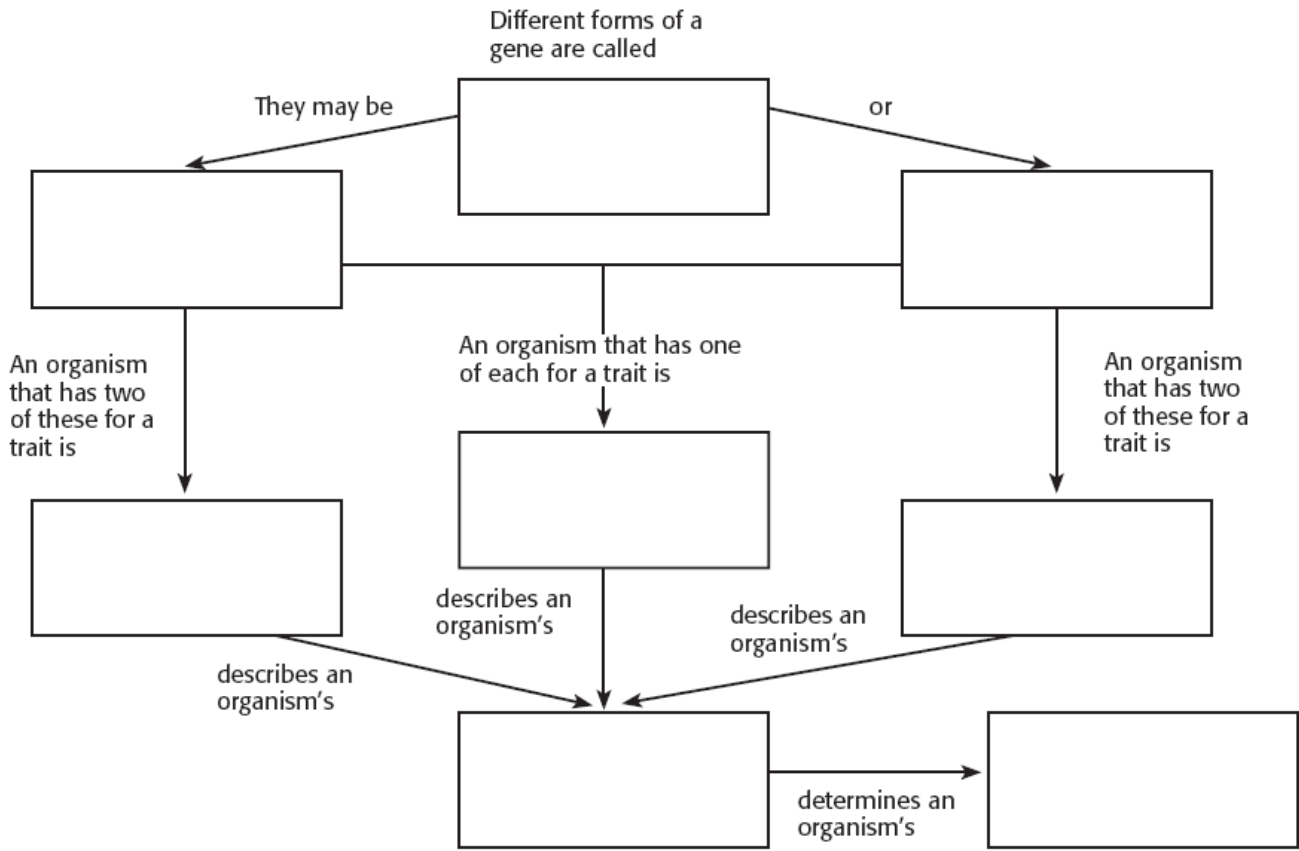 Different forms of a
gene are called
They may be
or
An organism
that has two
of these for a
trait is
An organism that has one
of each for a trait is
An organism
that has two
of these for a
trait is
describes an
organism's
describes an
organism's
describes an
organism's
determines an
organism's